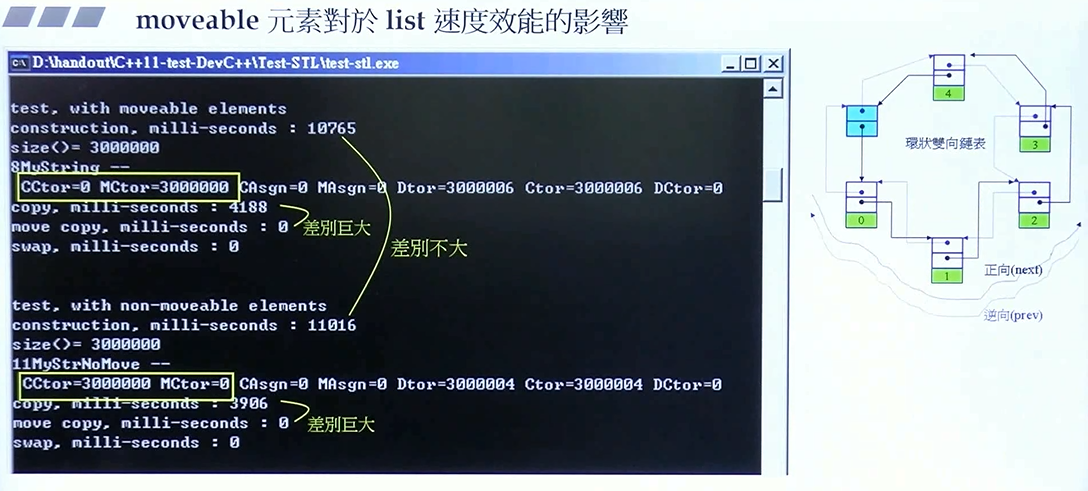 moveable 元素對於 list 速度效能的影響
D:\handout\C++11-test-DevC++\Test-STL\test-stl.exe
test, with moveable elements
construction, milli-seconds : 10765
size()= 3000000
8MyString --
CCtor=0 MCtor=3000000 CAsgn=0 MAsgn=0 Dtor=3000006 Ctor=3000006 DCtor=0
copy, milli-seconds : 4188
move copy, milli-seconds : 0
差別巨大
swap, milli-seconds : 0
差別不大
test, with non-moveable elements
construction, milli-seconds : 11016
size()= 3000000
11MyStrNoMove --
CCtor=3000000 MCtor=0 CAsgn=0 MAsgn=0 Dtor=3000004 Ctor=3000004 DCtor=0
copy, milli-seconds : 3906
move copy, milli-seconds : 0
差別巨大
swap, milli-seconds : 0
4
3
環狀雙向鏈表
0
2
1
正向(next)
逆向(prev)